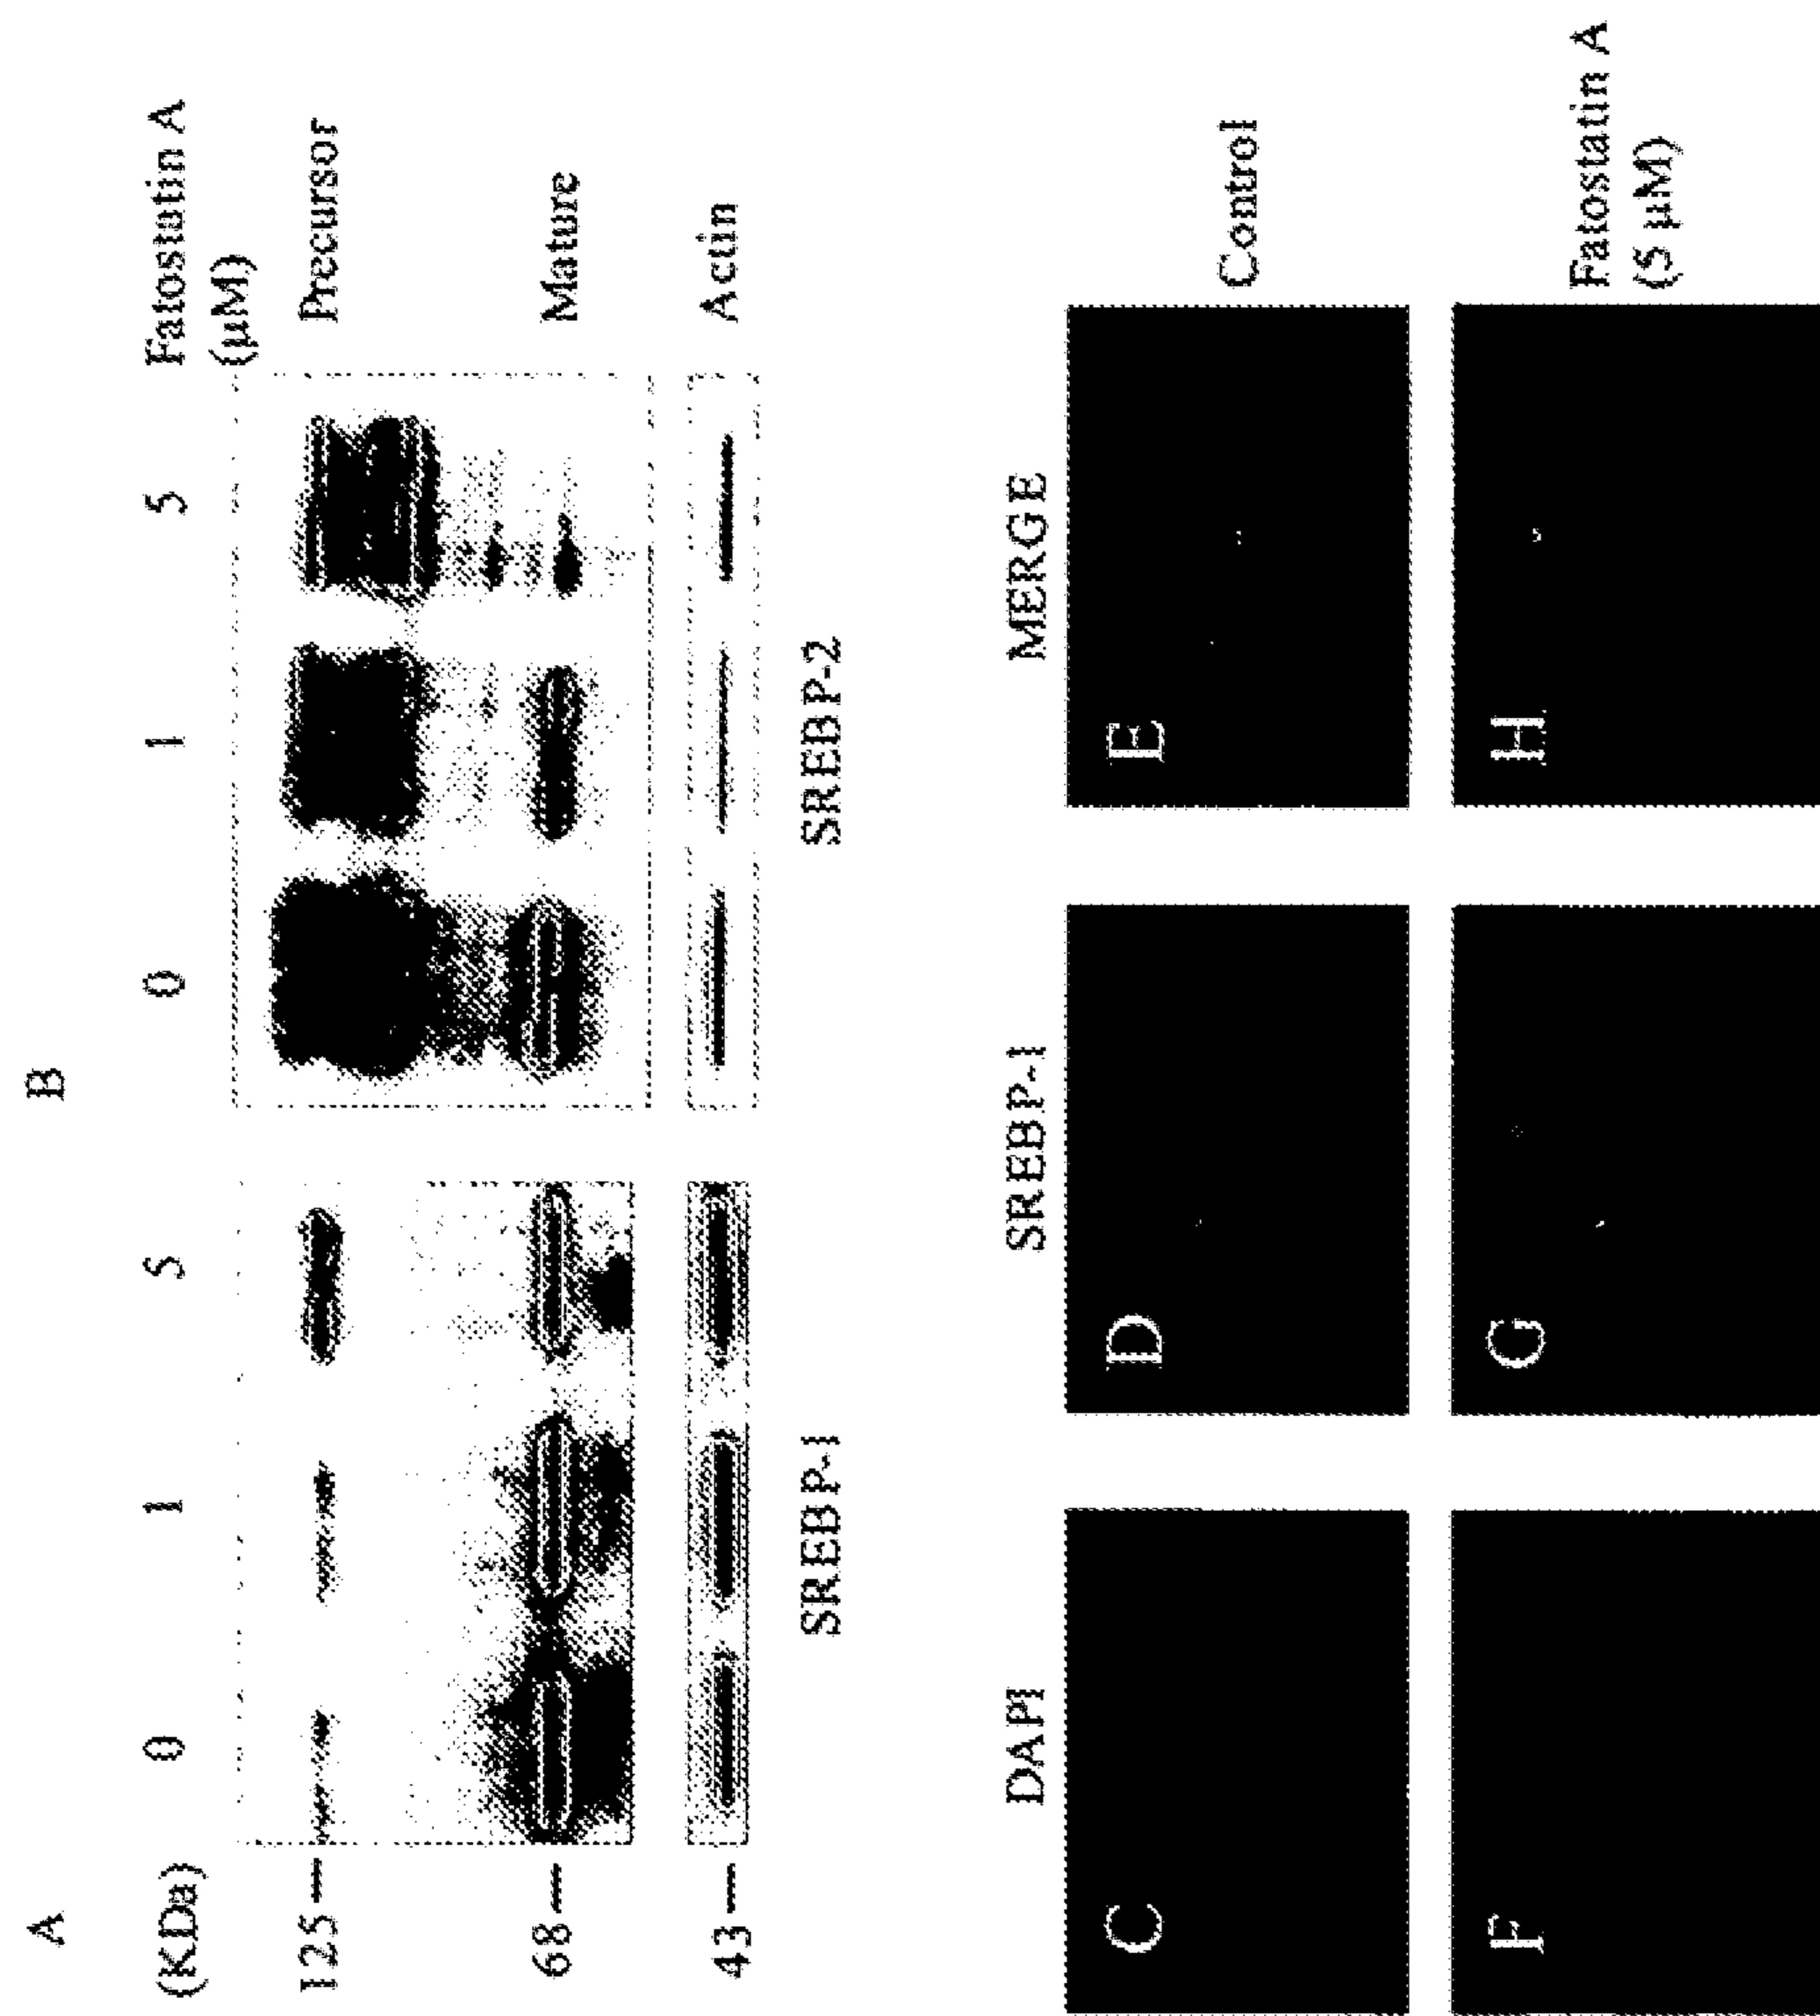 A B
(KDa) 0 1 5 0 1 5 Fatostatin A
(µM)
125 Precursor
68 Mature
43 Actin
SREBP-1 SREBP-2
DAPI SREBP-1 MERGE
C D E Control
F G H Fatostatin A
(5 µM)